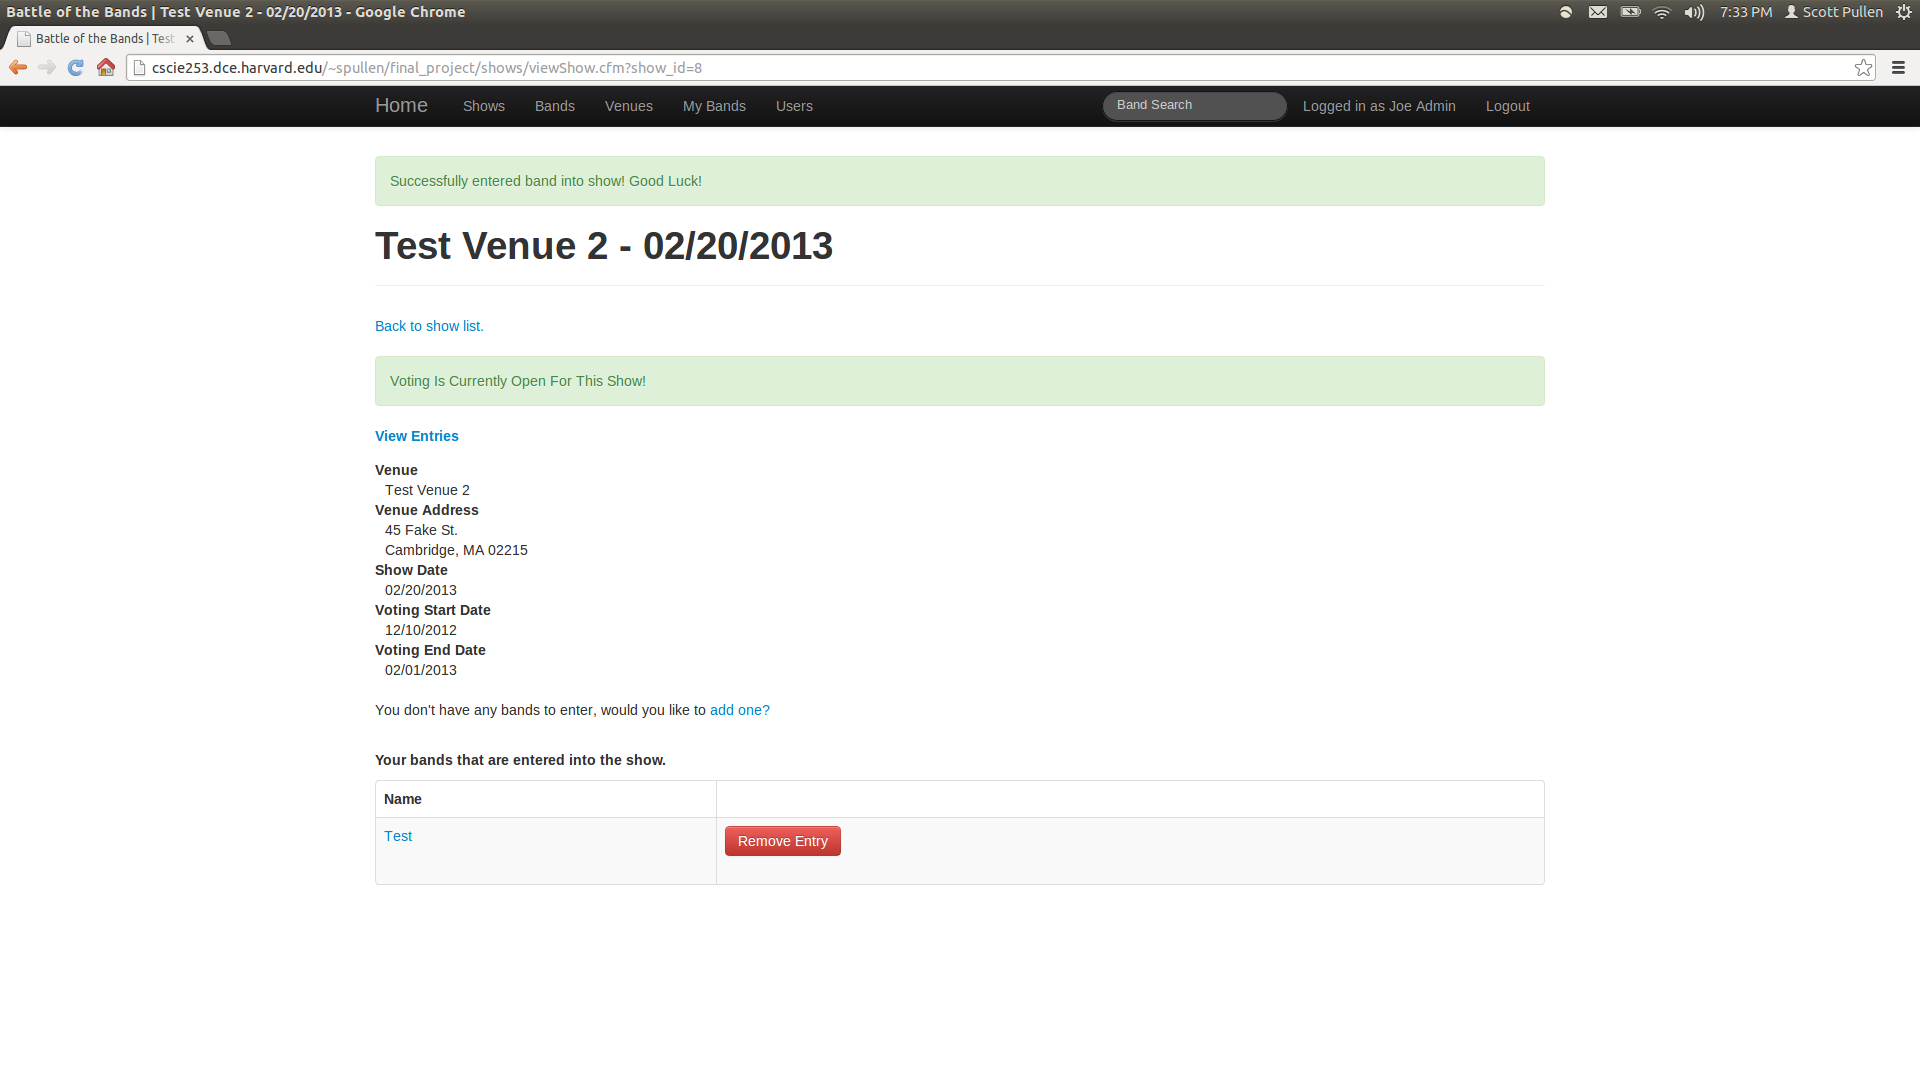 Battle of the Bands | Test Venue 2 - 02/20/2013 - Google Chrome
7:33 PM Scott Pullen
Battle of the Bands | Test
cscie253.dce.harvard.edu/~spullen/final_project/shows/viewShow.cfm?show_id=8
Home Shows Bands Venues My Bands Users Band Search Logged in as Joe Admin Logout
Successfully entered band into show! Good Luck!
Test Venue 2 - 02/20/2013
Back to show list.
Voting Is Currently Open For This Show!
View Entries
Venue
Test Venue 2
Venue Address
45 Fake St.
Cambridge, MA 02215
Show Date
02/20/2013
Voting Start Date
12/10/2012
Voting End Date
02/01/2013
You don't have any bands to enter, would you like to add one?
Your bands that are entered into the show.
Name
Test Remove Entry